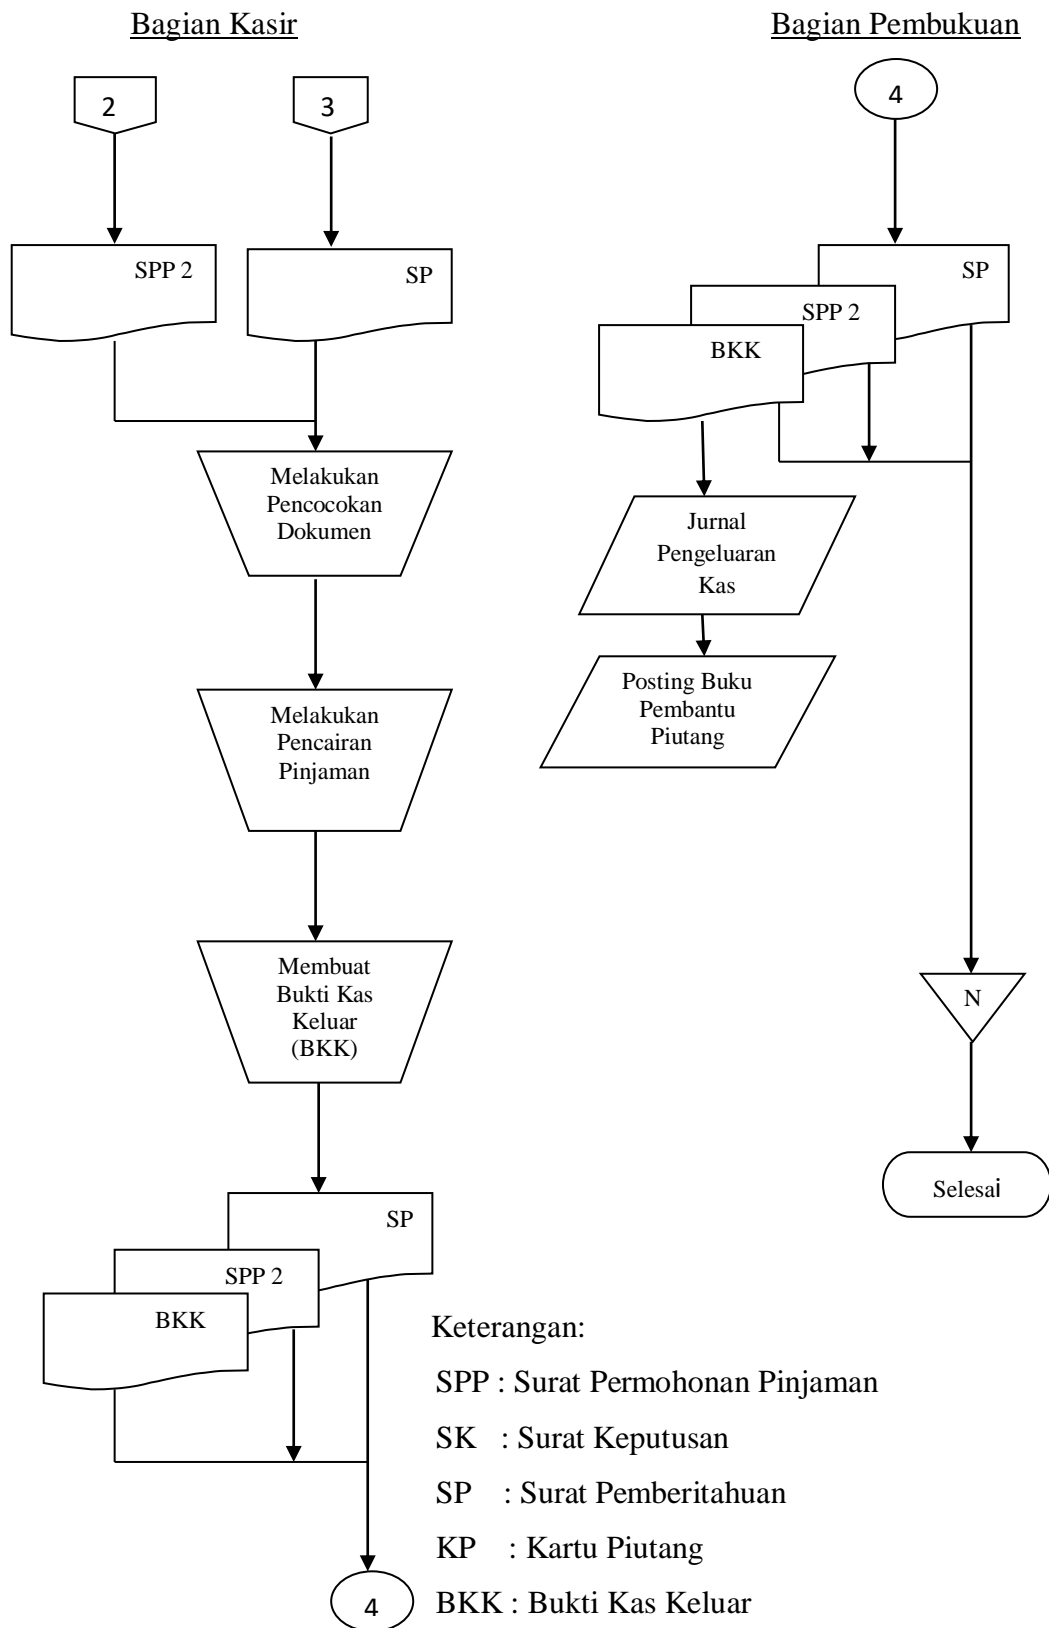 Bagian Kasir
2
3
SPP 2
SP
Melakukan
Pencocokan
Dokumen
Melakukan
Pencairan
Pinjaman
Membuat
Bukti Kas
Keluar
(BKK)
SP
SPP 2
BKK
4
Bagian Pembukuan
4
SP
SPP 2
BKK
Jurnal
Pengeluaran
Kas
Posting Buku
Pembantu
Piutang
N
Selesai
Keterangan:
SPP : Surat Permohonan Pinjaman
SK : Surat Keputusan
SP : Surat Pemberitahuan
KP : Kartu Piutang
BKK : Bukti Kas Keluar